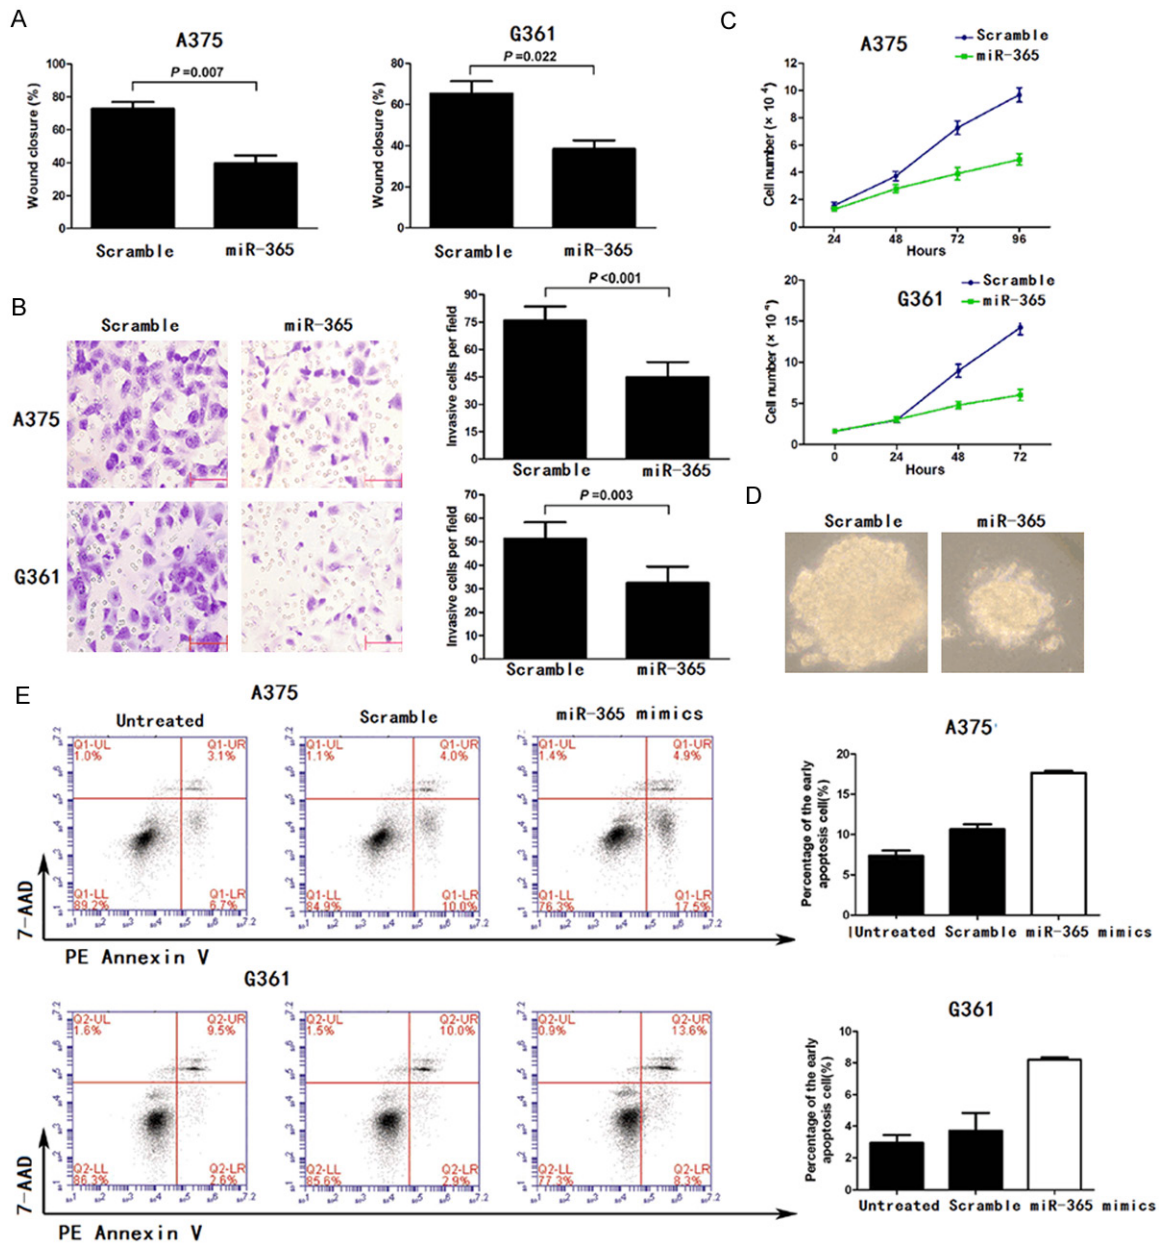 A
A375
Wound closure (%)
100
80
60
40
20
0
P =0.007
Scramble miR-365
G361
Wound closure (%)
80
60
40
20
0
P =0.022
Scramble miR-365
C
A375
Scramble
miR-365
Cell number (× 10⁴)
12
10
8
6
4
2
0
24 48 72 96
Hours
G361
Scramble
miR-365
Cell number (× 10⁴)
20
15
10
5
0
0 24 48 72
Hours
B
Scramble miR-365
A375
G361
Invasive cells per field
90
75
60
45
30
15
0
P <0.001
Scramble miR-365
Invasive cells per field
70
60
50
40
30
20
10
0
P =0.003
Scramble miR-365
D
Scramble miR-365
E
A375
Untreated Scramble miR-365 mimics
Q1-UL Q1-UR
1.0% 3.1%
Q1-LL Q1-LR
89.2% 6.7%
Q1-UL Q1-UR
1.1% 4.0%
Q1-LL Q1-LR
84.9% 10.0%
Q1-UL Q1-UR
1.4% 4.9%
Q1-LL Q1-LR
76.3% 17.5%
7-AAD
PE Annexin V
A375
Percentage of the early
apoptosis cell(%)
20
15
10
5
0
Untreated Scramble miR-365 mimics
G361
Q2-UL Q2-UR
1.6% 9.5%
Q2-LL Q2-LR
86.3% 2.6%
Q2-UL Q2-UR
1.5% 10.0%
Q2-LL Q2-LR
85.6% 2.9%
Q2-UL Q2-UR
0.9% 13.6%
Q2-LL Q2-LR
77.3% 8.3%
7-AAD
PE Annexin V
G361
Percentage of the early
apoptosis cell(%)
10
8
6
4
2
0
Untreated Scramble miR-365 mimics